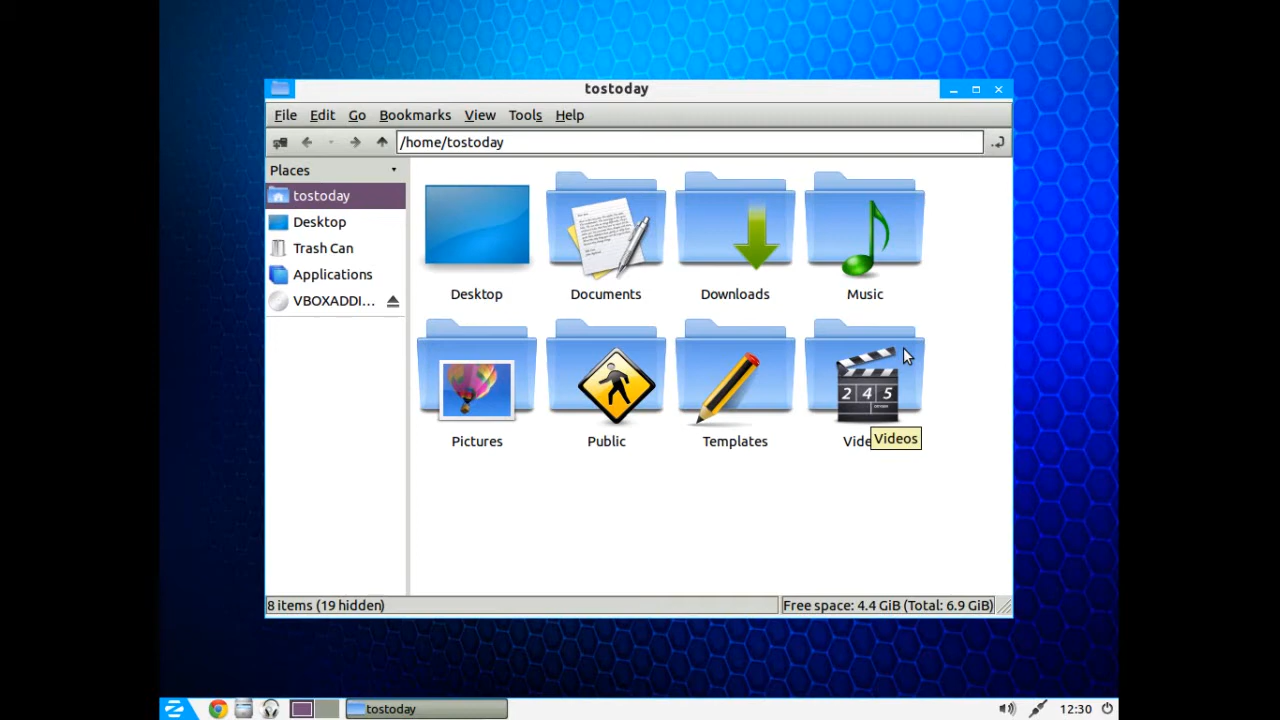 tostoday
File Edit Go Bookmarks View Tools Help
/home/tostoday
Places
tostoday
Desktop
Trash Can
Applications
VBOXADDI...
Desktop Documents Downloads Music
Pictures Public Templates Vide
Videos
245
8 items (19 hidden) Free space: 4.4 GiB (Total: 6.9 GiB)
tostoday 12:30